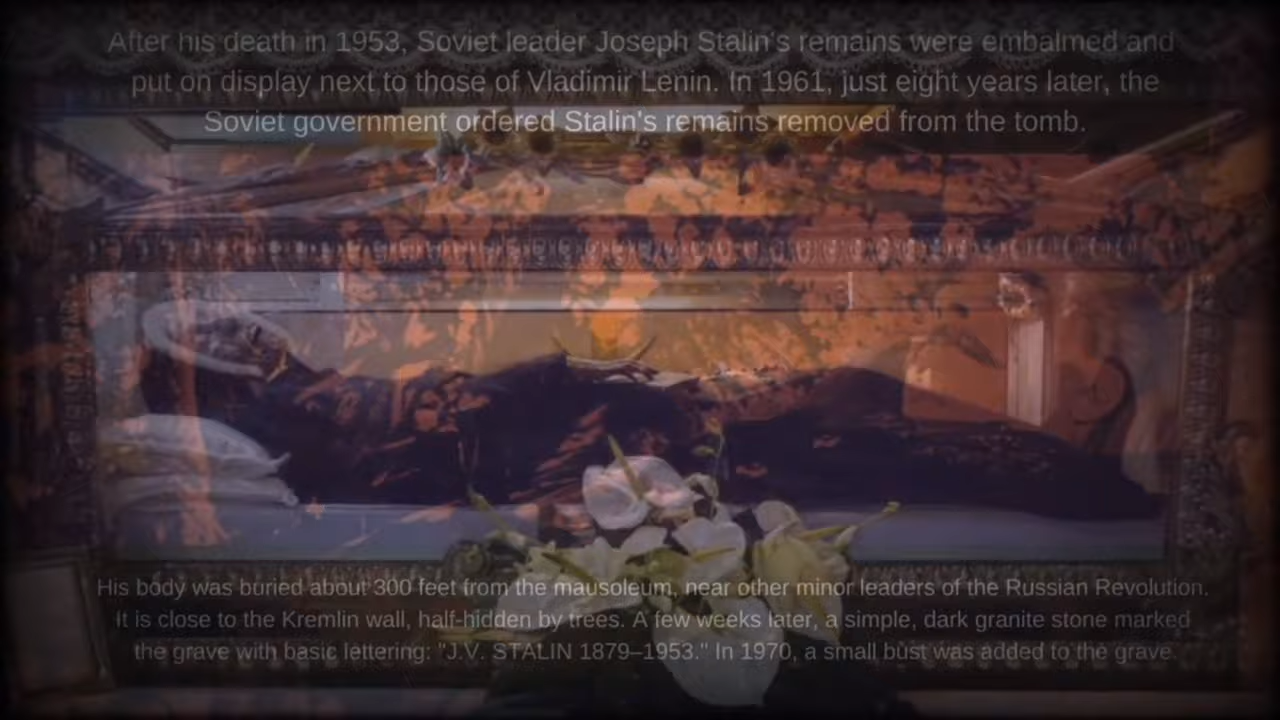 After his death in 1953, Soviet leader Joseph Stalin's remains were embalmed and
put on display next to those of Vladimir Lenin. In 1961, just eight years later, the
Soviet government ordered Stalin's remains removed from the tomb.
His body was buried about 300 feet from the mausoleum, near other minor leaders of the Russian Revolution.
It is close to the Kremlin wall, half-hidden by trees. A few weeks later, a simple, dark granite stone marked
the grave with basic lettering: "J.V. STALIN 1879–1953." In 1970, a small bust was added to the grave.